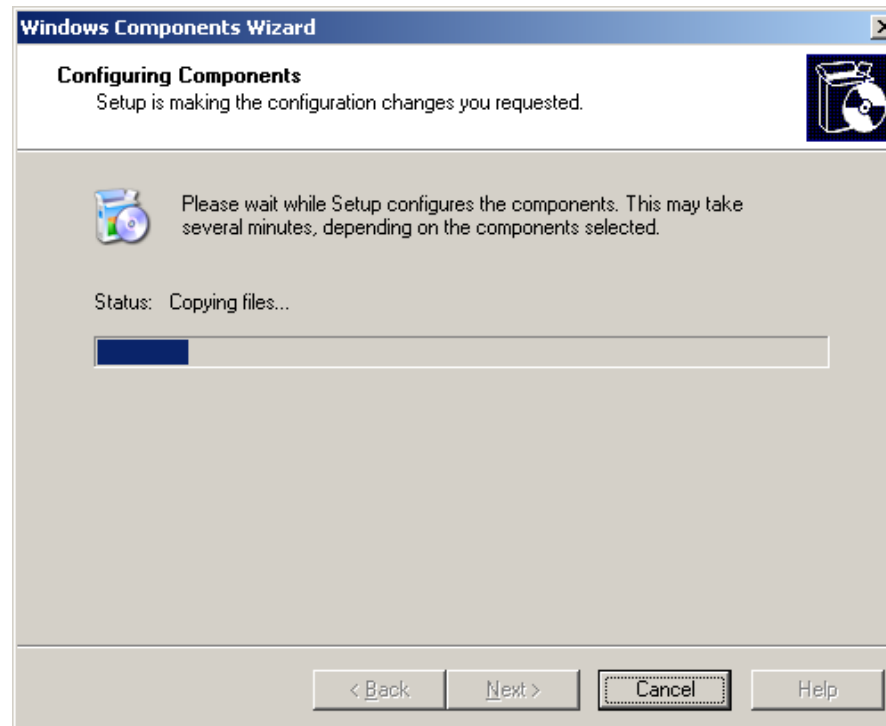 Windows Components Wizard
Configuring Components
Setup is making the configuration changes you requested.
Please wait while Setup configures the components. This may take
several minutes, depending on the components selected.
Status: Copying files...
< Back Next > Cancel Help